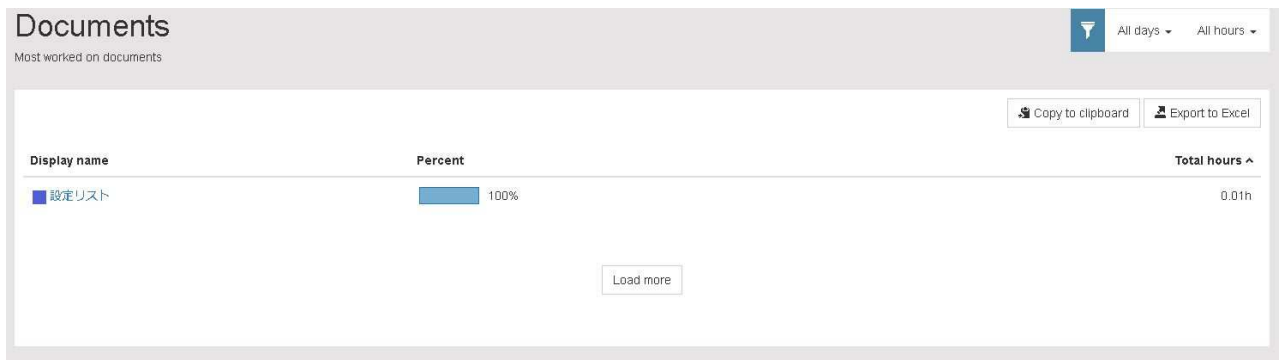 Documents
All days All hours
Most worked on documents
Copy to clipboard Export to Excel
Display name Percent Total hours
設定リスト 100% 0.01h
Load more